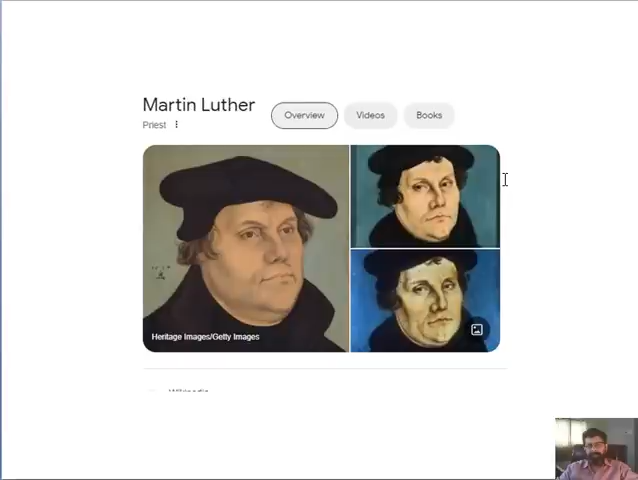 Martin Luther
Overview
Videos
Books
Priest
Heritage Images/Getty Images